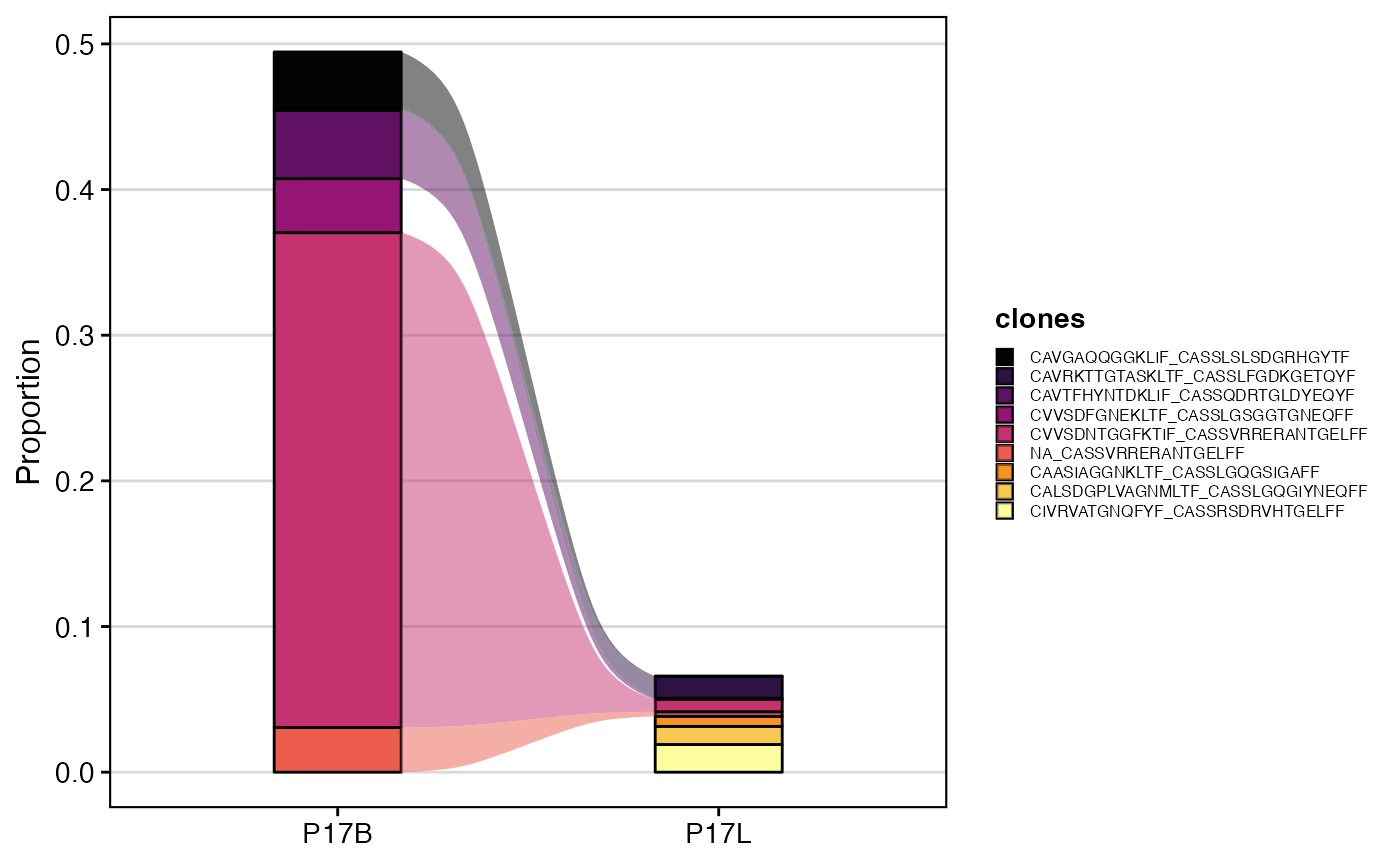 0.5
0.4
0.3
0.2
0.1
0.0
Proportion
P17B
P17L
clones
CAVGAQQGGKLIF_CASSLSLSDGRHGYTF
CAVRKTTGTASKLTF_CASSLFGDKGETQYF
CAVTFHYNTDKLIF_CASSQDRTGLDYEQYF
CVVSDFGNEKLTF_CASSLGSGGTGNEQFF
CVVSDNTGGFKTIF_CASSVRRERANTGELFF
NA_CASSVRRERANTGELFF
CAASIAGGNKLTF_CASSLGQGSIGAFF
CALSDGPLVAGNMLTF_CASSLGQGIYNEQFF
CIVRVATGNQFYF_CASSRSDRVHTGELFF